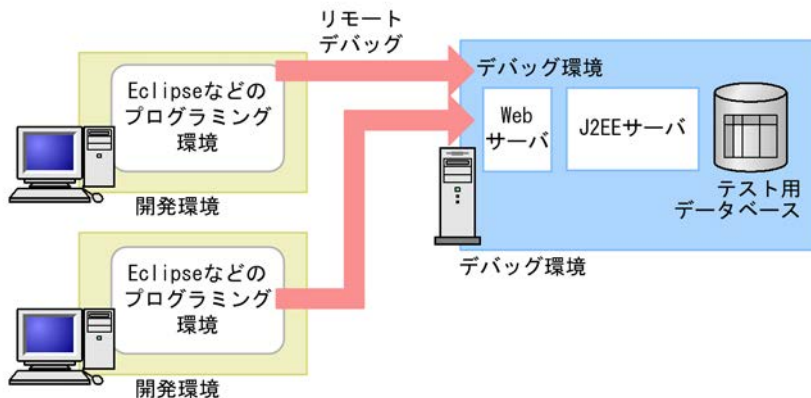 リモート
デバッグ
Eclipseなどの
プログラミング
環境
開発環境
Eclipseなどの
プログラミング
環境
開発環境
デバッグ環境
Web
サーバ
J2EEサーバ
テスト用
データベース
デバッグ環境